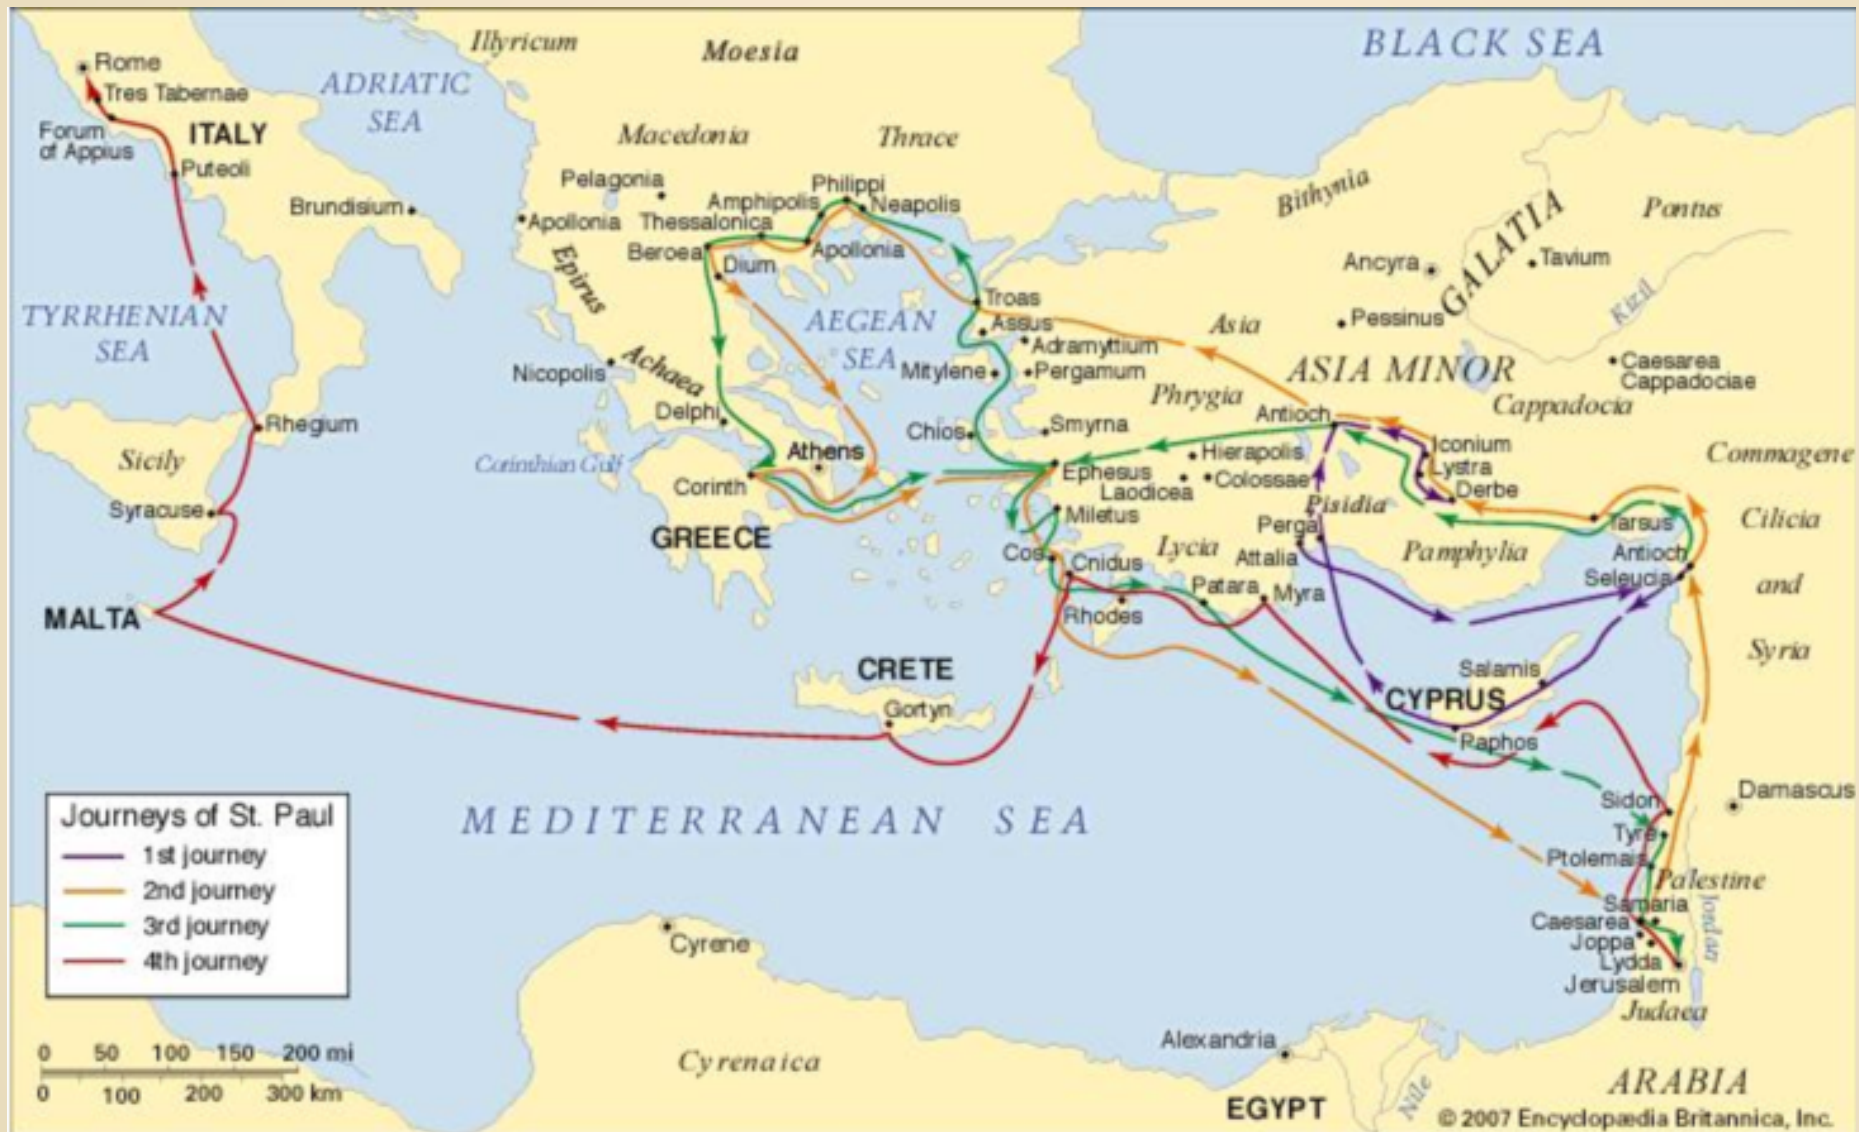 Illyricum
Moesia
BLACK SEA
Rome
ADRIATIC
SEA
Tres Tabernae
Forum
of Appius
ITALY
Macedonia
Thrace
Puteoli
Pelagonia
Philippi
Bithynia
Pontus
Brundisium
Apollonia
Amphipolis
Neapolis
Thessalonica
GALATIA
Beroea
Apollonia
Dium
Ancyra
Tavium
Epirus
Kizil
TYRRHENIAN
SEA
AEGEAN
SEA
Troas
Assus
Asia
Pessinus
Adramyttium
Nicopolis
Achaea
Mitylene
Pergamum
ASIA MINOR
Caesarea
Cappadociae
Phrygia
Cappadocia
Delphi
Antioch
Rhegium
Chios
Smyrna
Iconium
Sicily
Corinthian Golf
Athens
Hierapolis
Lystra
Commagene
Ephesus
Corinth
Laodicea
Colossae
Derbe
Syracuse
Miletus
Pisidia
Perga
Tarsus
Cilicia
GREECE
Cos
Lycia
Attalia
Pamphylia
Antioch
Cnidus
Seleucia
and
Patara
Myra
MALTA
Rhodes
Syria
CRETE
Salamis
CYPRUS
Gortyn
Raphos
Journeys of St. Paul
1st journey
2nd journey
3rd journey
4th journey
MEDITERRANEAN SEA
Sidon
Damascus
Tyre
Ptolemais
Palestine
Samaria
Caesarea
Jordan
Joppa
Lydda
Jerusalem
Judaea
Cyrene
0 50 100 150 200 mi
0 100 200 300 km
Cyrenaica
Alexandria
Nile
EGYPT
ARABIA
© 2007 Encyclopædia Britannica, Inc.